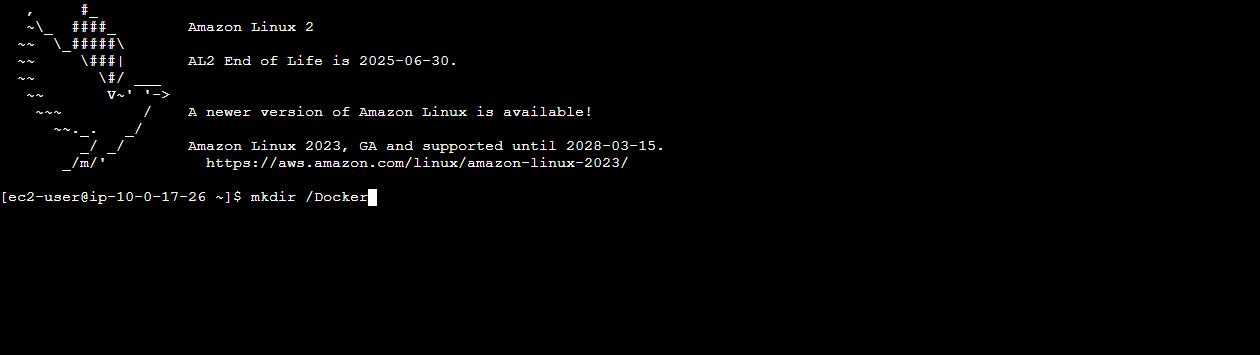 ,     #_
   ~\_  ####_        Amazon Linux 2
  ~~  \_#####\
  ~~     \###|       AL2 End of Life is 2025-06-30.
  ~~       \#/ ___
   ~~       V~' '->
    ~~~         /    A newer version of Amazon Linux is available!
      ~~._.   _/
         _/ _/       Amazon Linux 2023, GA and supported until 2028-03-15.
       _/m/'           https://aws.amazon.com/linux/amazon-linux-2023/
[ec2-user@ip-10-0-17-26 ~]$ mkdir /Docker